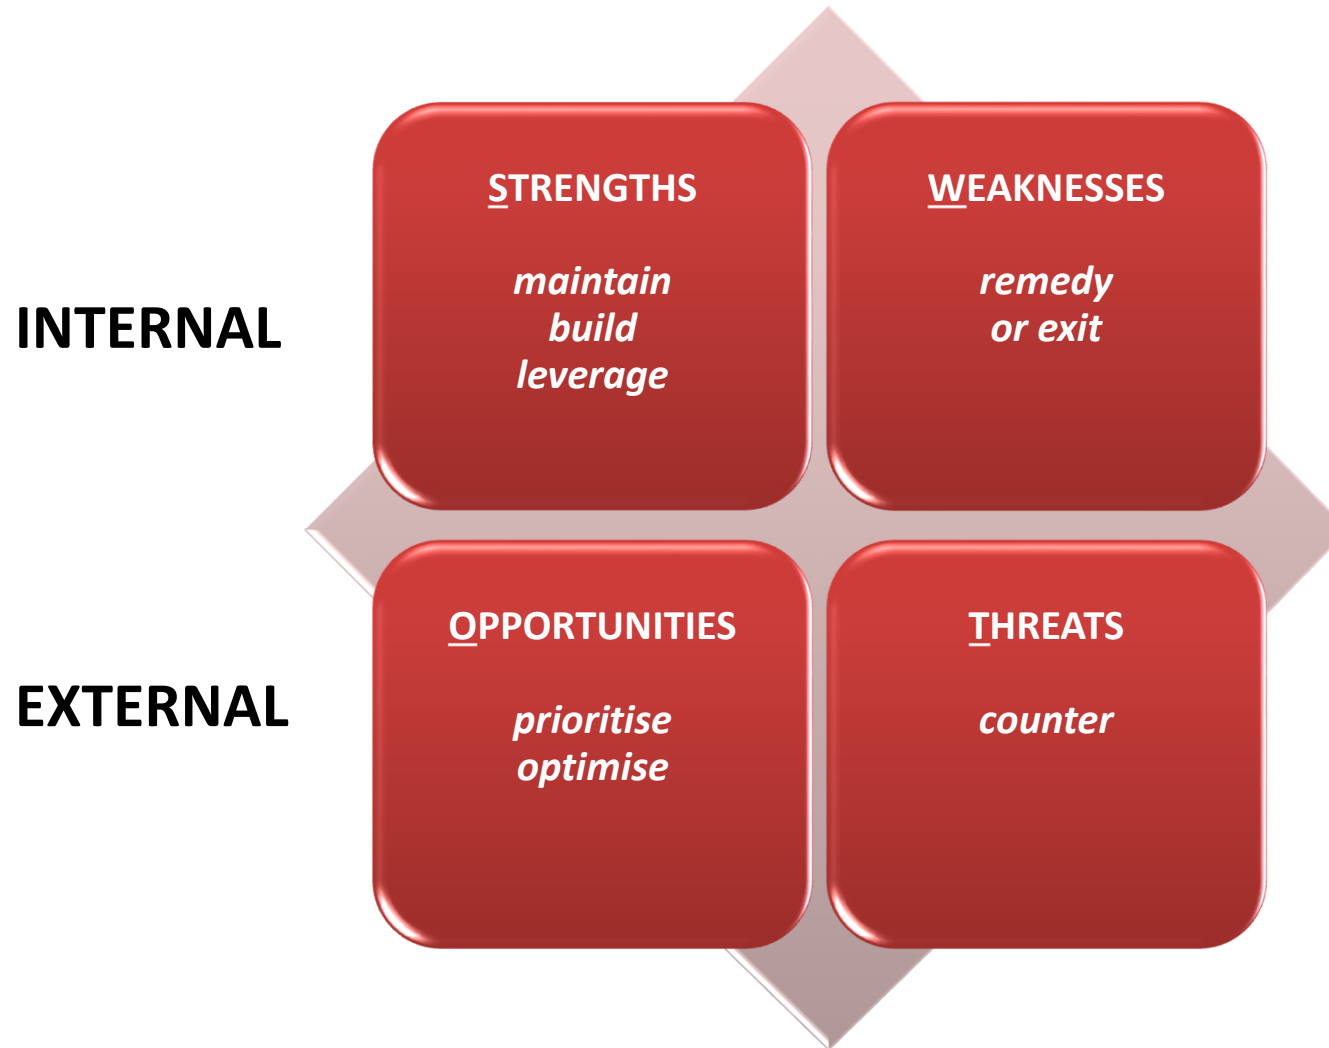 INTERNAL
STRENGTHS
maintain
build
leverage
WEAKNESSES
remedy
or exit
EXTERNAL
OPPORTUNITIES
prioritise
optimise
THREATS
counter